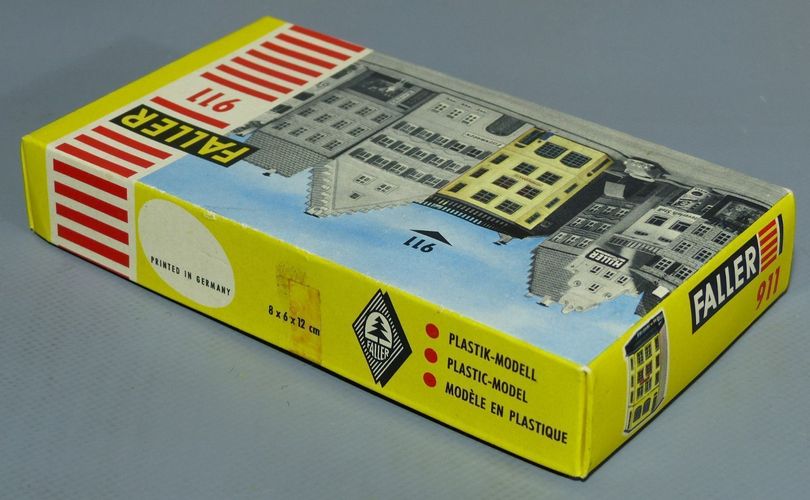 FALLER
911
911
PRINTED IN GERMANY
8 x 6 x 12 cm
FALLER
PLASTIK-MODELL
PLASTIC-MODEL
MODÈLE EN PLASTIQUE
FALLER
911